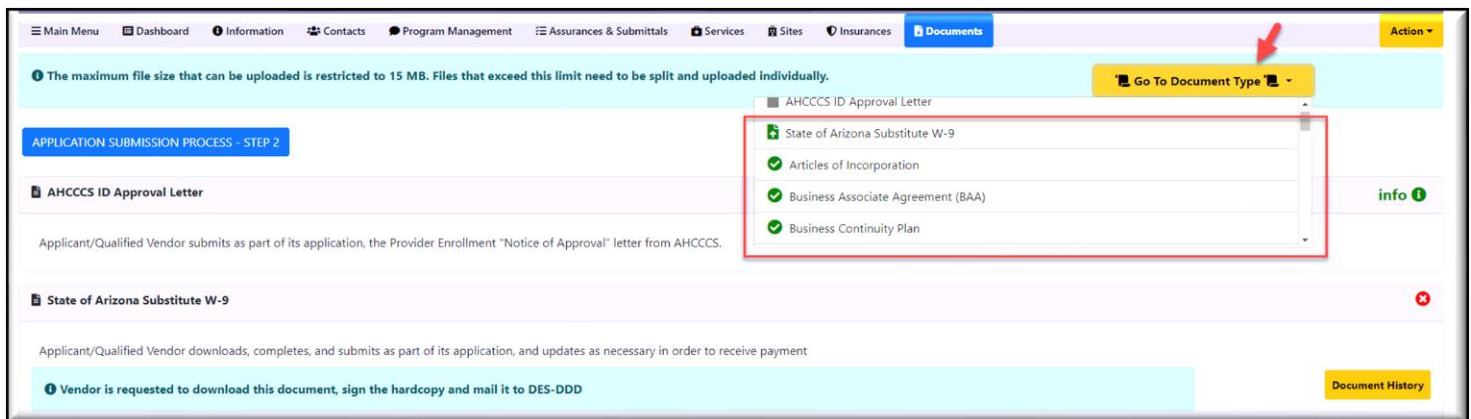 Main Menu Dashboard Information Contacts Program Management Assurances & Submittals Services Sites Insurances Documents Action
The maximum file size that can be uploaded is restricted to 15 MB. Files that exceed this limit need to be split and uploaded individually.
Go To Document Type
AHCCCS ID Approval Letter
State of Arizona Substitute W-9
Articles of Incorporation
Business Associate Agreement (BAA)
Business Continuity Plan
APPLICATION SUBMISSION PROCESS - STEP 2
AHCCCS ID Approval Letter
info
Applicant/Qualified Vendor submits as part of its application, the Provider Enrollment "Notice of Approval" letter from AHCCCS.
State of Arizona Substitute W-9
Applicant/Qualified Vendor downloads, completes, and submits as part of its application, and updates as necessary in order to receive payment
Vendor is requested to download this document, sign the hardcopy and mail it to DES-DDD
Document History